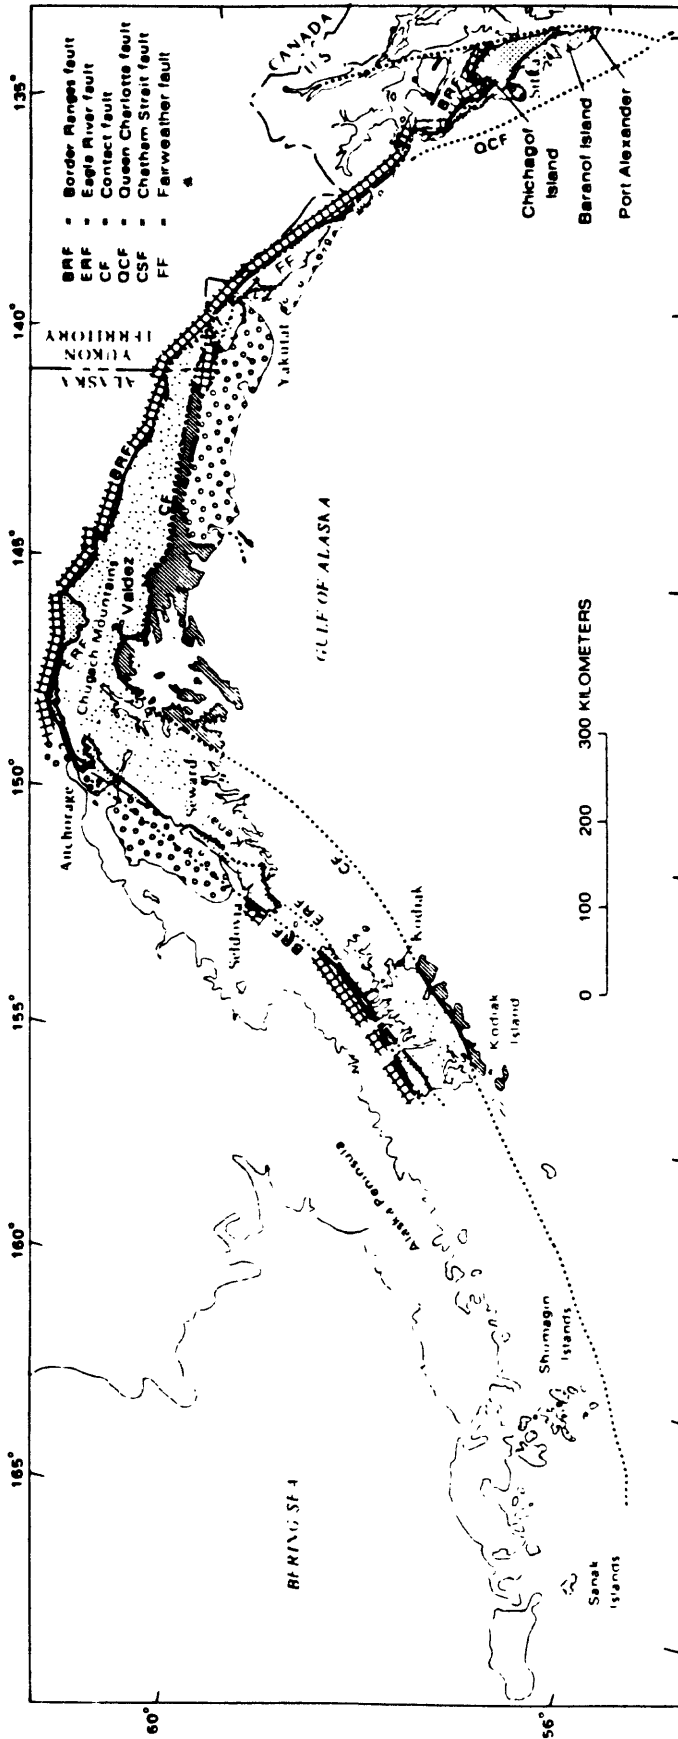 165°
160°
155°
150°
145°
140°
135°
60°
56°
BRF = Border Ranges fault
ERF = Eagle River fault
CF = Contact fault
QCF = Queen Charlotte fault
CSF = Chatham Strait fault
FF = Fairweather fault
ALASKA
YUKON
TERRITORY
CANADA
U S
BERING SEA
GULF OF ALASKA
Anchorage
ERF
Chugach Mountains
Valdez
BRF
CF
Seward
Seldovia
BRF
ERF
CF
Kodiak
Kodiak
Island
Alaska Peninsula
Shumagin
Islands
Sanak
Islands
Yakutat
FF
BRF
QCF
Sitka
Chichagof
Island
Baranof Island
Port Alexander
0 100 200 300 KILOMETERS